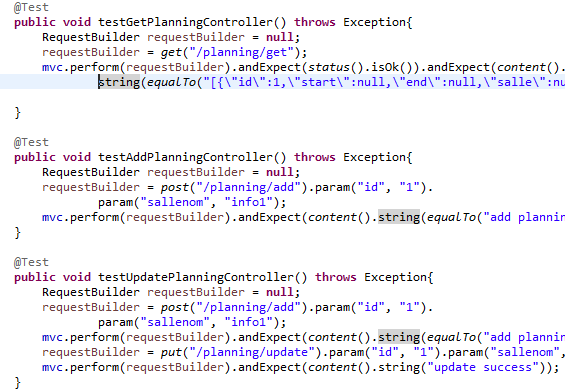 @Test
public void testGetPlanningController() throws Exception{
RequestBuilder requestBuilder = null;
requestBuilder = get("/planning/get");
mvc.perform(requestBuilder).andExpect(status().isOk()).andExpect(content().
string(equalTo("[{\"id\":1,\"start\":null,\"end\":null,\"salle\":nu
}
@Test
public void testAddPlanningController() throws Exception{
RequestBuilder requestBuilder = null;
requestBuilder = post("/planning/add").param("id", "1").
param("sallenom", "info1");
mvc.perform(requestBuilder).andExpect(content().string(equalTo("add plannin
}
@Test
public void testUpdatePlanningController() throws Exception{
RequestBuilder requestBuilder = null;
requestBuilder = post("/planning/add").param("id", "1").
param("sallenom", "info1");
mvc.perform(requestBuilder).andExpect(content().string(equalTo("add plannin
requestBuilder = put("/planning/update").param("id", "1").param("sallenom",
mvc.perform(requestBuilder).andExpect(content().string("update success"));
}